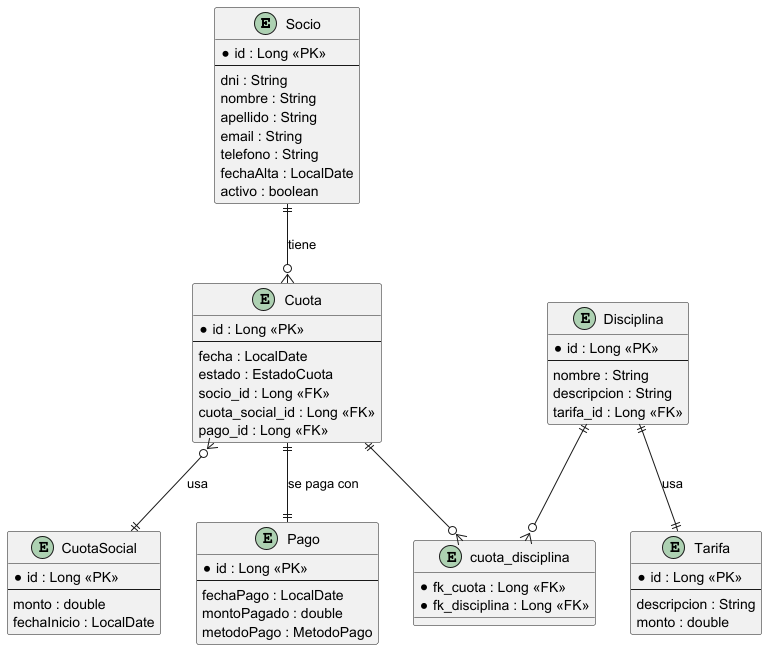 E Socio
* id : Long «PK»
dni : String
nombre : String
apellido : String
email : String
telefono : String
fechaAlta : LocalDate
activo : boolean
tiene
E Cuota
* id : Long «PK»
fecha : LocalDate
estado : EstadoCuota
socio_id : Long «FK»
cuota_social_id : Long «FK»
pago_id : Long «FK»
E Disciplina
* id : Long «PK»
nombre : String
descripcion : String
tarifa_id : Long «FK»
usa
se paga con
usa
E CuotaSocial
* id : Long «PK»
monto : double
fechaInicio : LocalDate
E Pago
* id : Long «PK»
fechaPago : LocalDate
montoPagado : double
metodoPago : MetodoPago
E cuota_disciplina
* fk_cuota : Long «FK»
* fk_disciplina : Long «FK»
E Tarifa
* id : Long «PK»
descripcion : String
monto : double